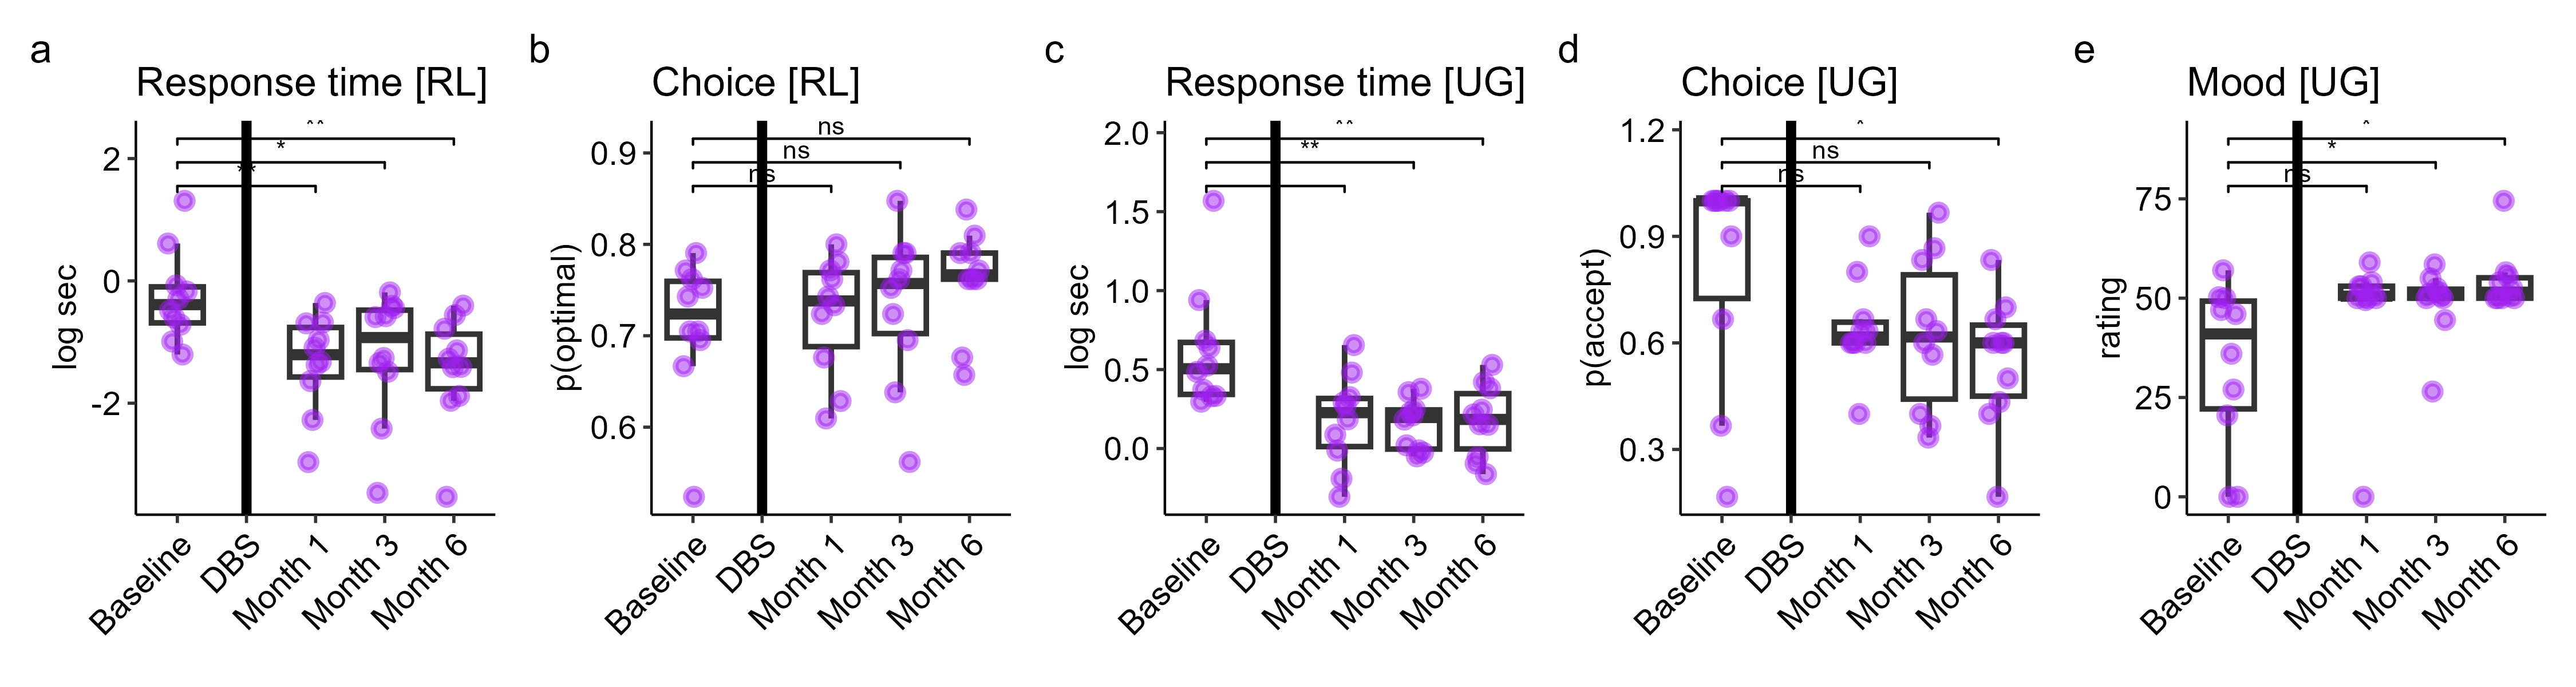 a
Response time [RL]
log sec
2
0
-2
*
**
Baseline
DBS
Month 1
Month 3
Month 6
b
Choice [RL]
p(optimal)
0.9
0.8
0.7
0.6
ns
ns
ns
Baseline
DBS
Month 1
Month 3
Month 6
c
Response time [UG]
log sec
2.0
1.5
1.0
0.5
0.0
**
Baseline
DBS
Month 1
Month 3
Month 6
d
Choice [UG]
p(accept)
1.2
0.9
0.6
0.3
ns
ns
Baseline
DBS
Month 1
Month 3
Month 6
e
Mood [UG]
rating
75
50
25
0
*
ns
Baseline
DBS
Month 1
Month 3
Month 6